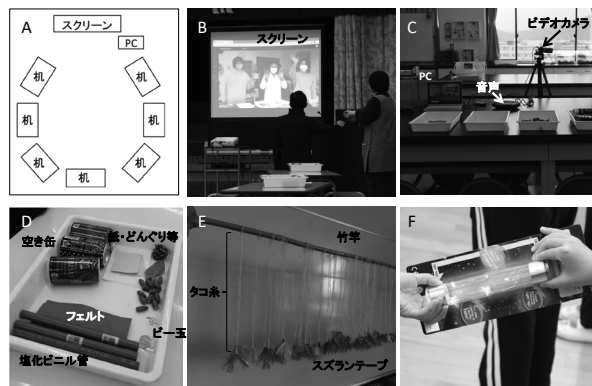 A
スクリーン
PC
机
机
机
机
机
机
机
B
スクリーン
C
ビデオカメラ
PC
音声
D
空き缶
紙・どんぐり等
フェルト
ビー玉
塩化ビニル管
E
竹竿
タコ糸
スズランテープ
F